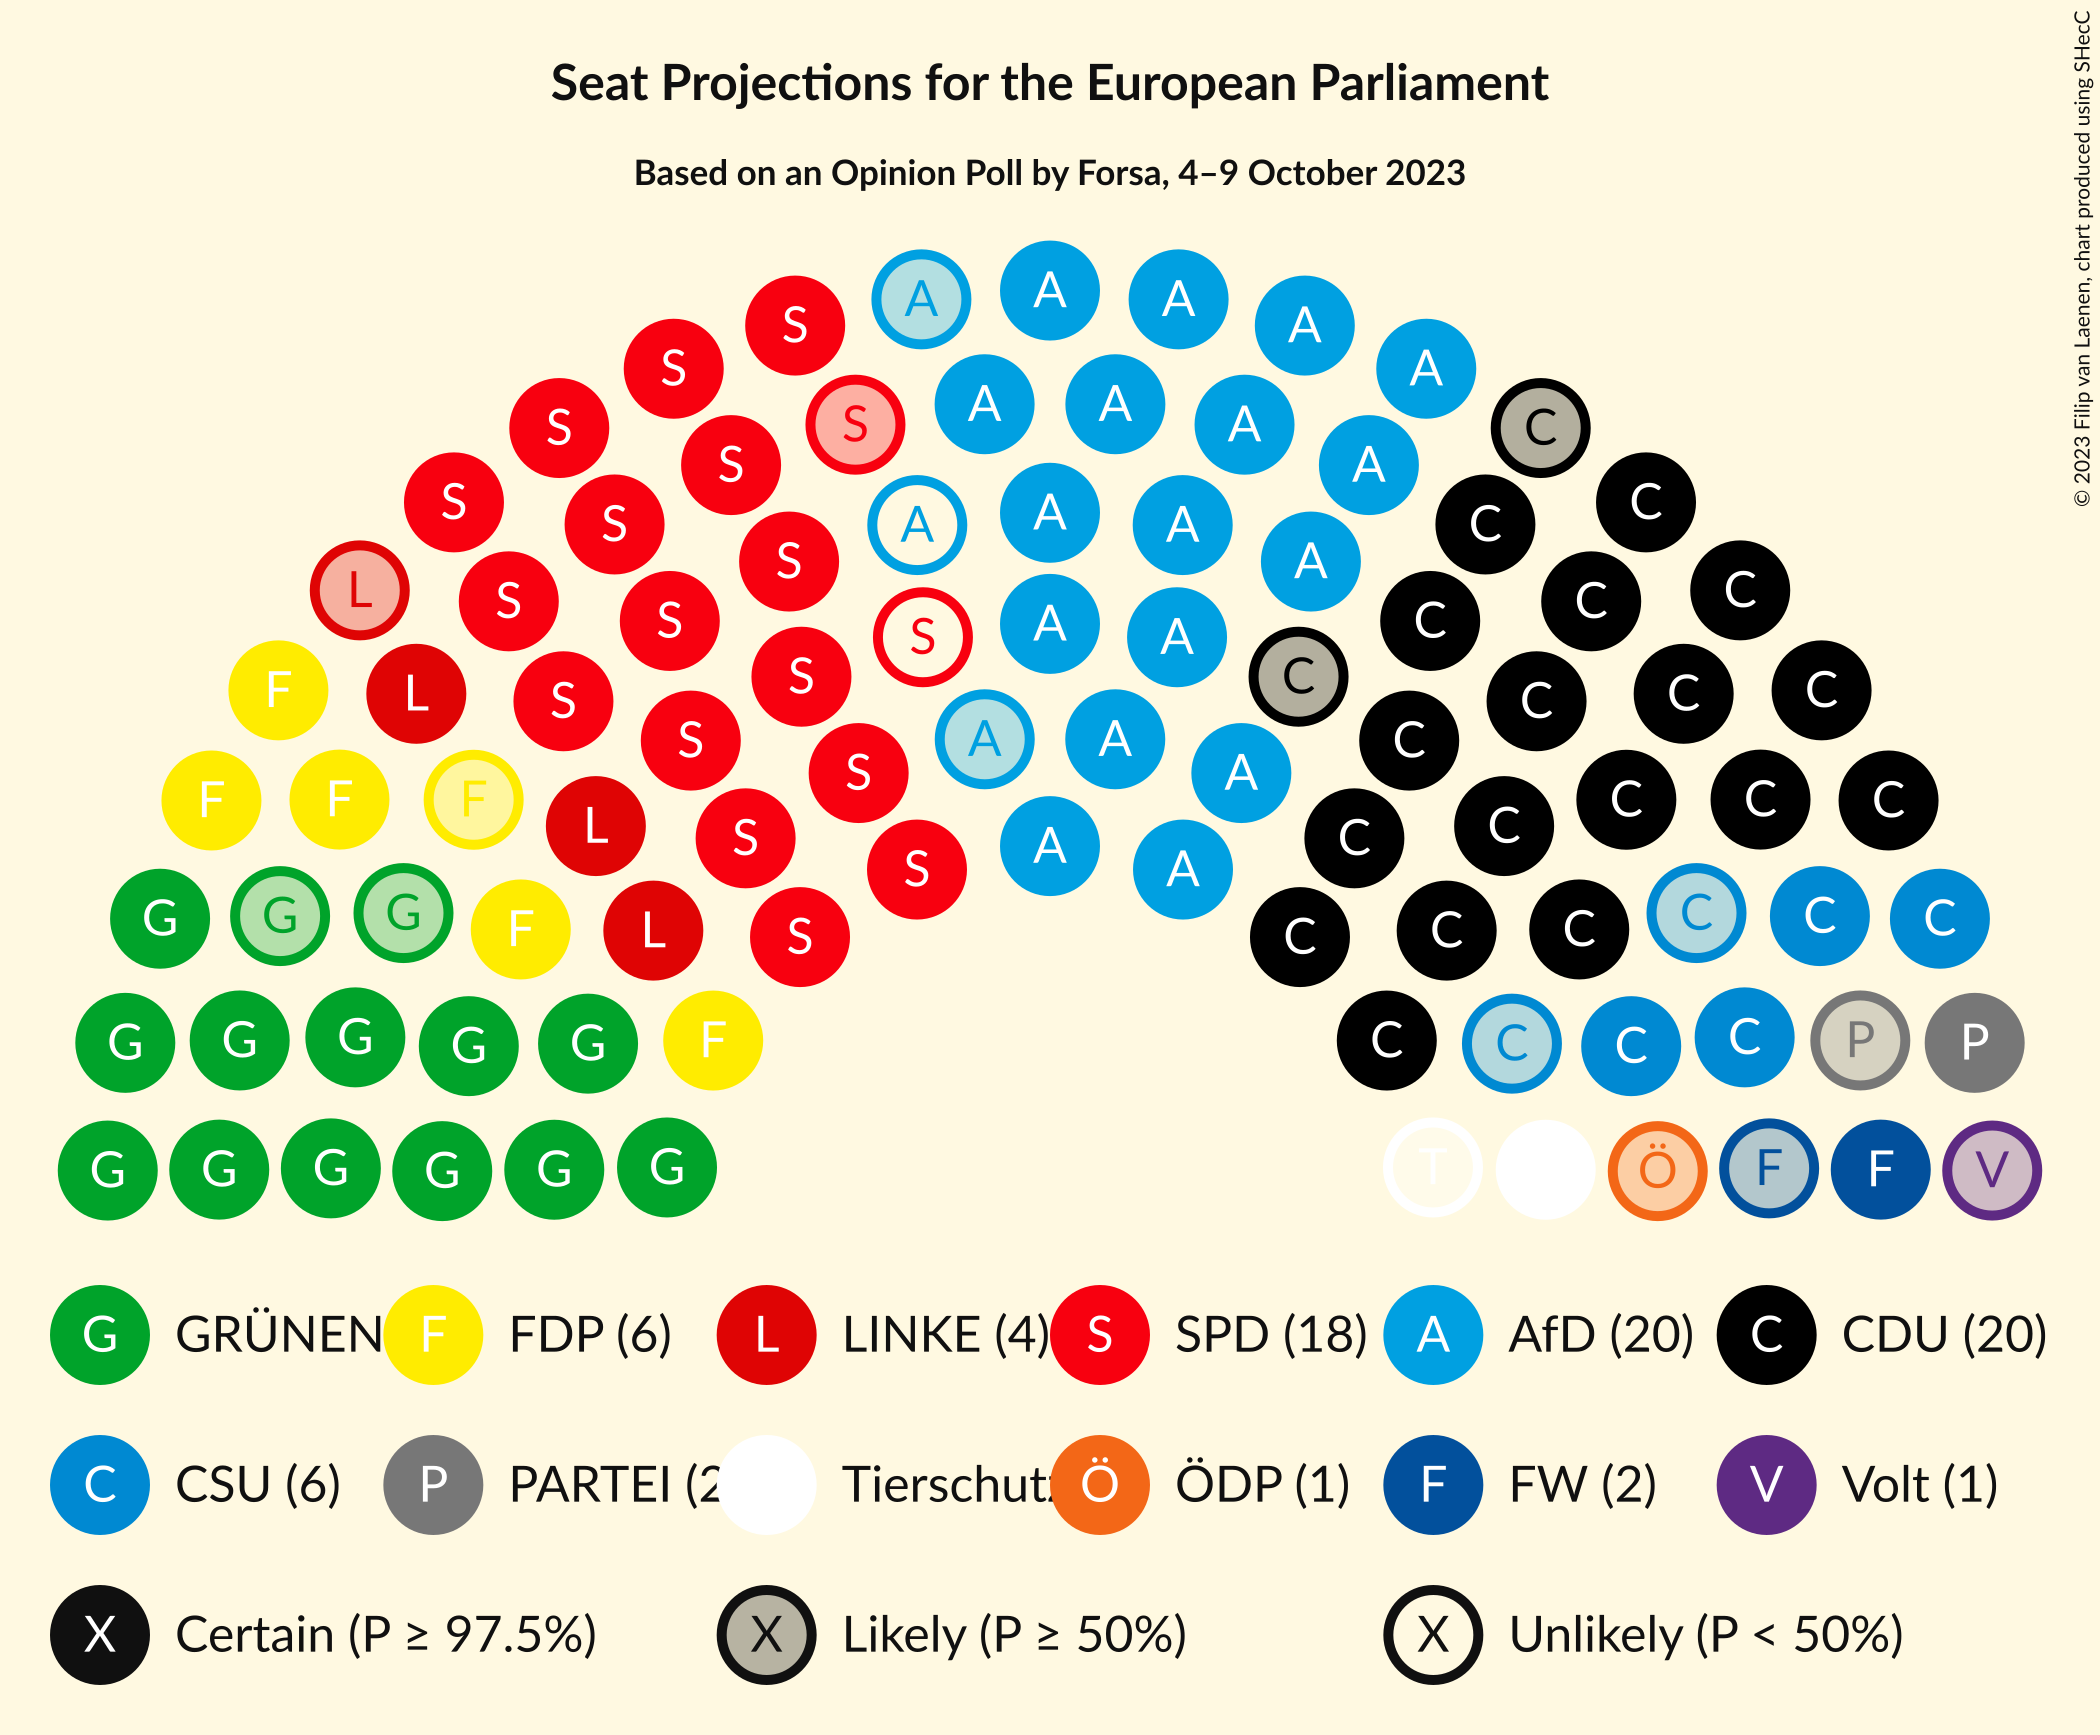 Seat Projections for the European Parliament
Based on an Opinion Poll by Forsa, 4–9 October 2023
© 2023 Filip van Laenen, chart produced using SHecC
A A A A A
S S S C
S S A A A A C
S S A A A A C C
L S S S A A A C C C
F L S S S S A A C C C C C
F F F L S S S A A A C C C C C C
G G G F L S S A A C C C C C C
G G G G G F C C C C P P
G G G G G G T Ö F F V
G GRÜNEN F FDP (6) L LINKE (4) S SPD (18) A AfD (20) C CDU (20)
C CSU (6) P PARTEI (2 Tierschutz Ö ÖDP (1) F FW (2) V Volt (1)
X Certain (P ≥ 97.5%) X Likely (P ≥ 50%) X Unlikely (P < 50%)